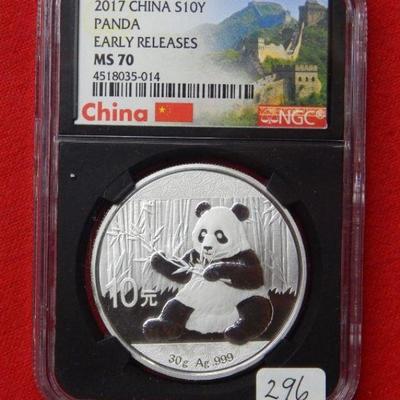 2017 CHINA S10Y
PANDA
EARLY RELEASES
MS 70
4518035-014
China
NGC
10元
30g Ag .999
296